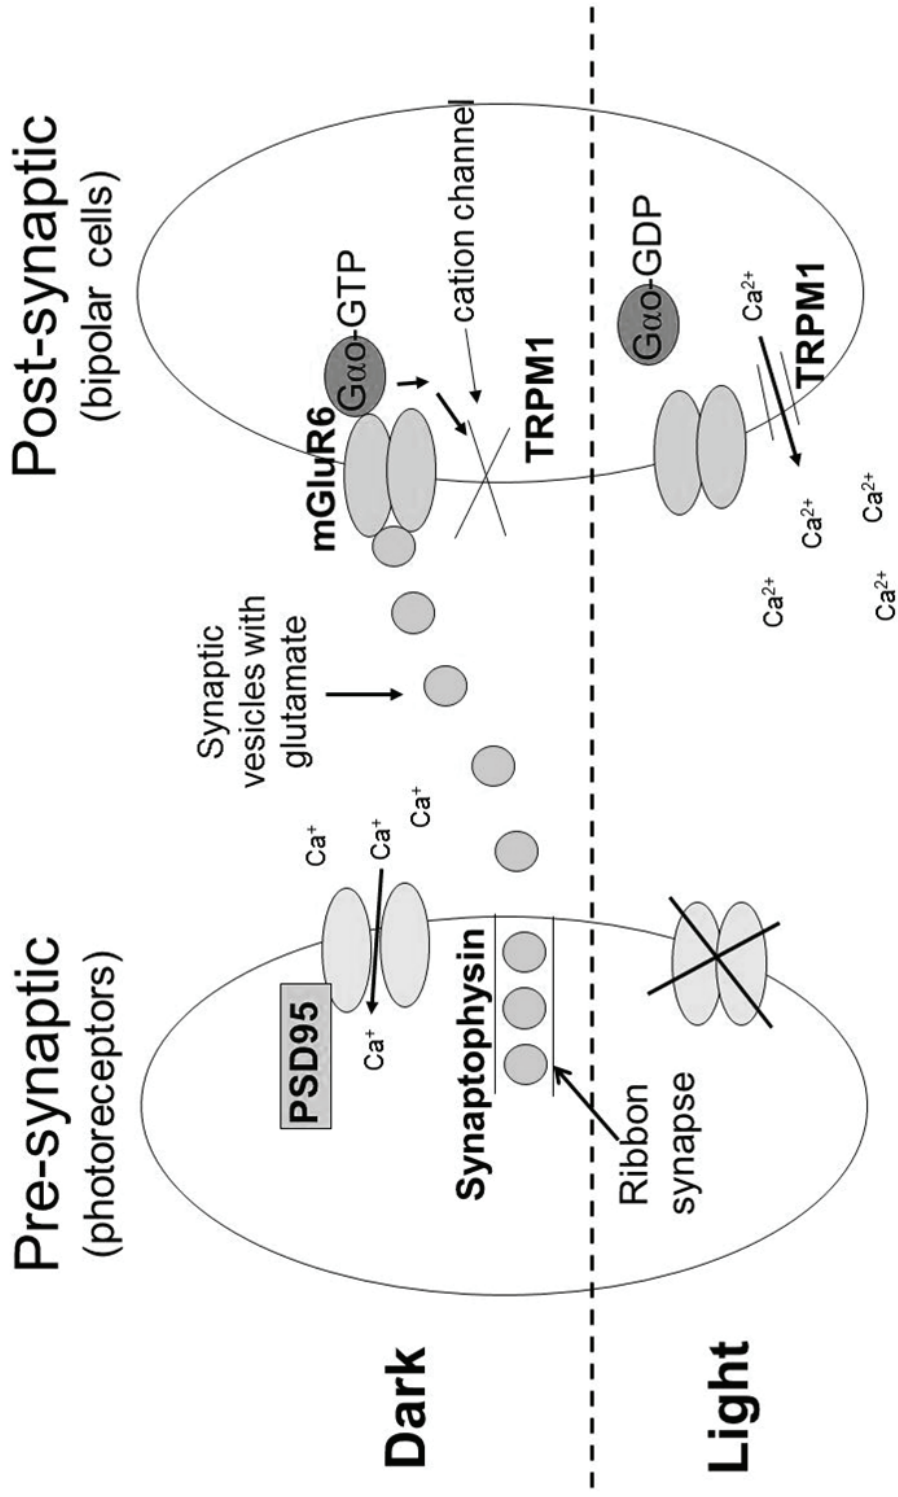 Pre-synaptic
(photoreceptors)
Post-synaptic
(bipolar cells)
Dark
PSD95
Ca⁺
Ca⁺
Ca⁺
Ca⁺
Synaptophysin
Synaptic
vesicles with
glutamate
mGluR6
Gαo-GTP
cation channel
TRPM1
Light
Ribbon
synapse
Gαo-GDP
Ca²⁺
TRPM1
Ca²⁺
Ca²⁺
Ca²⁺
Ca²⁺